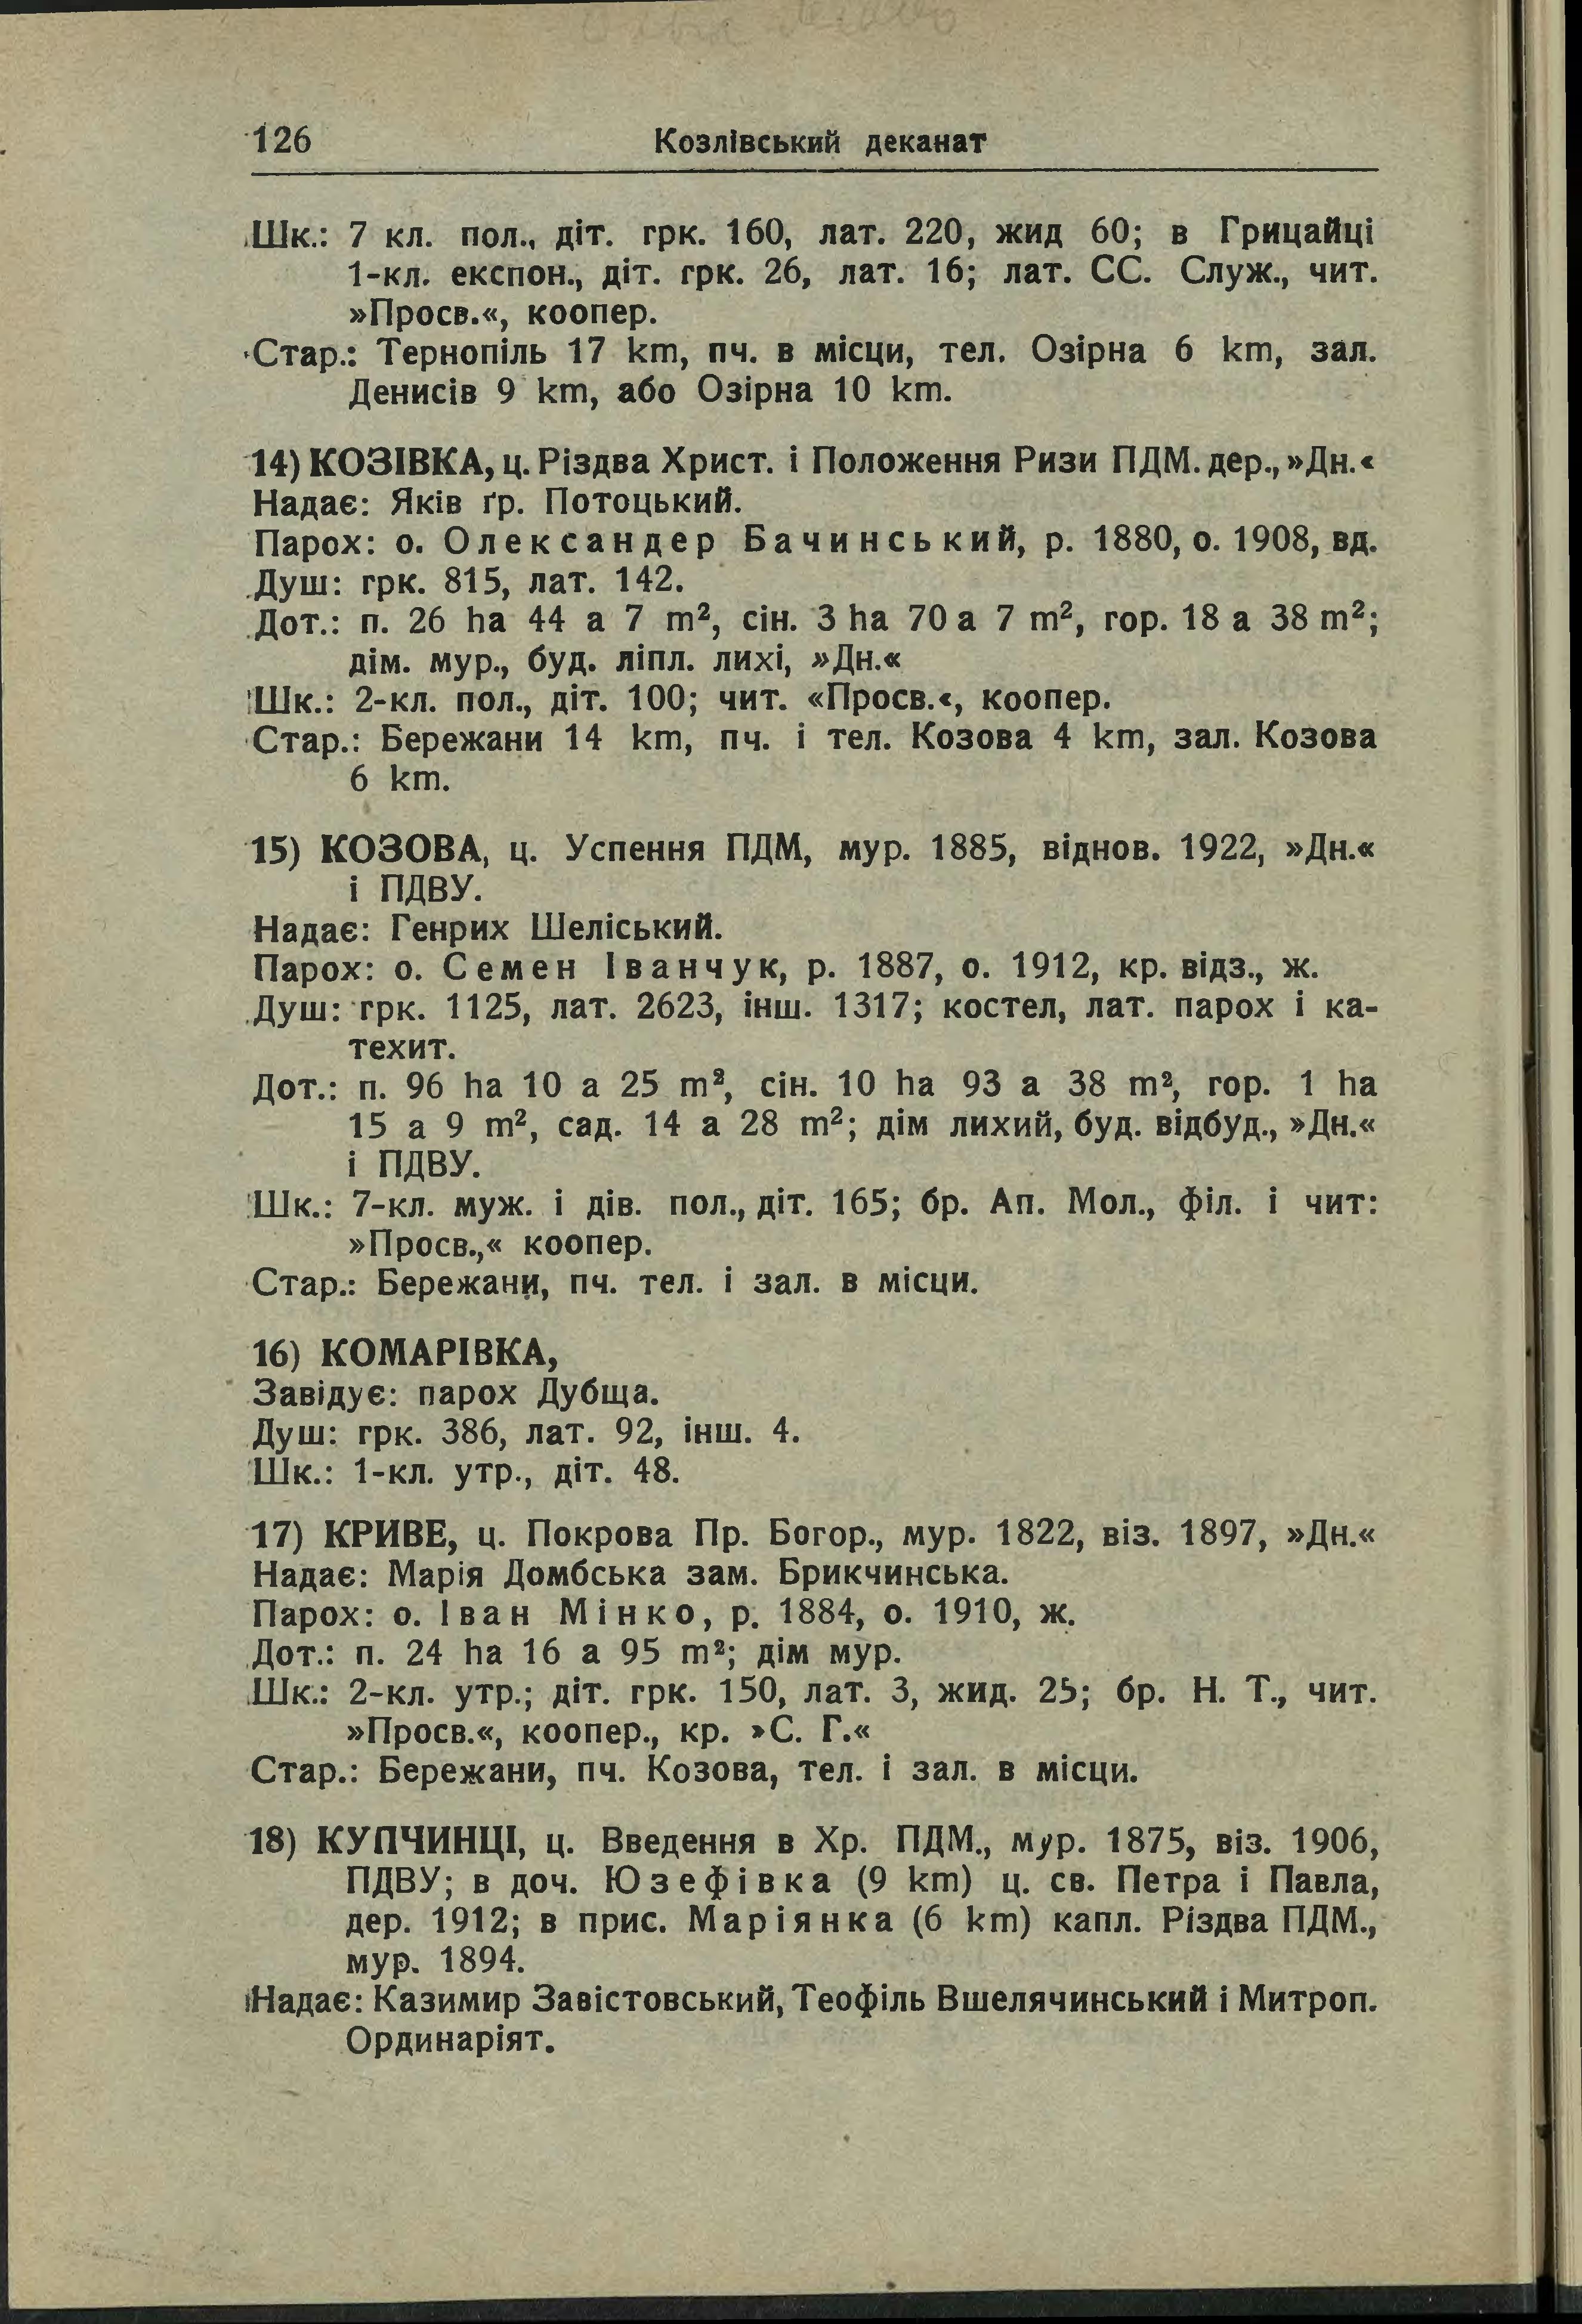 126 Козлівський деканат
Шк.: 7 кл. пол., діт. грк. 160, лат. 220, жид 60; в Грицайці
1-кл. експон., діт. грк. 26, лат. 16; лат. СС. Служ., чит.
»Просв.«, коопер.
Стар.: Тернопіль 17 km, пч. в місци, тел. Озірна 6 km, зал.
Денисів 9 km, або Озірна 10 km.
14) КОЗІВКА, ц. Різдва Христ. і Положення Ризи ПДМ. дер., »Дн.«
Надає: Яків ґр. Потоцький.
Парох: о. Олександер Бачинський, р. 1880, о. 1908, вд.
Душ: грк. 815, лат. 142.
Дот.: п. 26 ha 44 a 7 m², сін. 3 ha 70 a 7 m², гор. 18 a 38 m²;
дім. мур., буд. ліпл. лихі, »Дн.«
Шк.: 2-кл. пол., діт. 100; чит. «Просв.«, коопер.
Стар.: Бережани 14 km, пч. і тел. Козова 4 km, зал. Козова
6 km.
15) КОЗОВА, ц. Успення ПДМ, мур. 1885, віднов. 1922, »Дн.«
і ПДВУ.
Надає: Генрих Шеліський.
Парох: о. Семен Іванчук, р. 1887, о. 1912, кр. відз., ж.
Душ: грк. 1125, лат. 2623, інш. 1317; костел, лат. парох і ка-
техит.
Дот.: п. 96 ha 10 a 25 m², сін. 10 ha 93 a 38 m², гор. 1 ha
15 a 9 m², сад. 14 a 28 m²; дім лихий, буд. відбуд., »Дн.«
і ПДВУ.
Шк.: 7-кл. муж. і дів. пол., діт. 165; бр. Ап. Мол., філ. і чит:
»Просв.,« коопер.
Стар.: Бережани, пч. тел. і зал. в місци.
16) КОМАРІВКА,
Завідує: парох Дубща.
Душ: грк. 386, лат. 92, інш. 4.
Шк.: 1-кл. утр., діт. 48.
17) КРИВЕ, ц. Покрова Пр. Богор., мур. 1822, віз. 1897, »Дн.«
Надає: Марія Домбська зам. Брикчинська.
Парох: о. Іван Мінко, р. 1884, о. 1910, ж.
Дот.: п. 24 ha 16 a 95 m²; дім мур.
Шк.: 2-кл. утр.; діт. грк. 150, лат. 3, жид. 25; бр. Н. Т., чит.
»Просв.«, коопер., кр. »С. Г.«
Стар.: Бережани, пч. Козова, тел. і зал. в місци.
18) КУПЧИНЦІ, ц. Введення в Хр. ПДМ., мур. 1875, віз. 1906,
ПДВУ; в доч. Юзефівка (9 km) ц. св. Петра і Павла,
дер. 1912; в прис. Маріянка (6 km) капл. Різдва ПДМ.,
мур. 1894.
Надає: Казимир Завістовський, Теофіль Вшелячинський і Митроп.
Ординаріят.